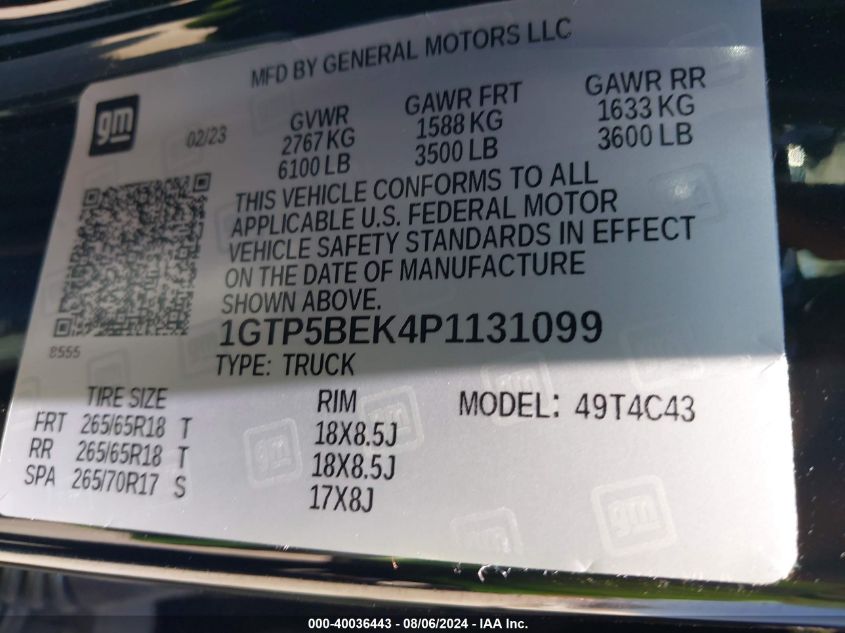 MFD BY GENERAL MOTORS LLC
gm
02/23
GVWR
2767 KG
6100 LB
GAWR FRT
1588 KG
3500 LB
GAWR RR
1633 KG
3600 LB
THIS VEHICLE CONFORMS TO ALL
APPLICABLE U.S. FEDERAL MOTOR
VEHICLE SAFETY STANDARDS IN EFFECT
ON THE DATE OF MANUFACTURE
SHOWN ABOVE.
1GTP5BEK4P1131099
8555
TYPE: TRUCK
TIRE SIZE RIM MODEL: 49T4C43
FRT 265/65R18 T 18X8.5J
RR 265/65R18 T 18X8.5J
SPA 265/70R17 S 17X8J
gm
000-40036443 - 08/06/2024 - IAA Inc.